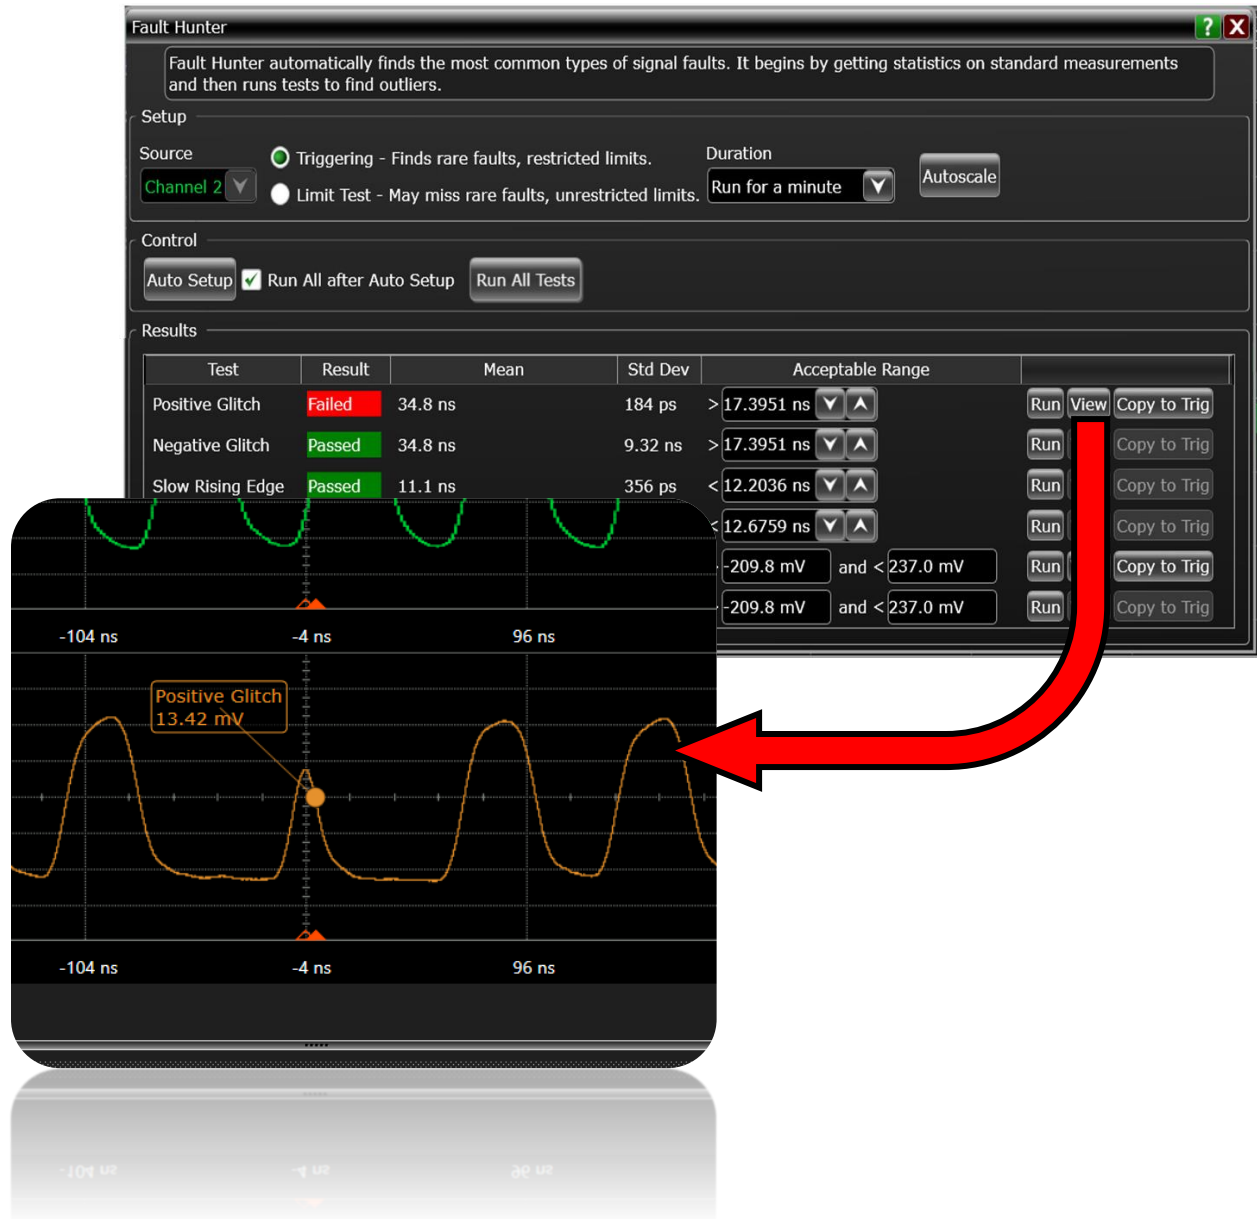 Fault Hunter
? X
Fault Hunter automatically finds the most common types of signal faults. It begins by getting statistics on standard measurements
and then runs tests to find outliers.
Setup
Source
Channel 2
Triggering - Finds rare faults, restricted limits.
Limit Test - May miss rare faults, unrestricted limits.
Duration
Run for a minute
Autoscale
Control
Auto Setup Run All after Auto Setup Run All Tests
Results
Test Result Mean Std Dev Acceptable Range
Positive Glitch Failed 34.8 ns 184 ps > 17.3951 ns Run View Copy to Trig
Negative Glitch Passed 34.8 ns 9.32 ns > 17.3951 ns Run Copy to Trig
Slow Rising Edge Passed 11.1 ns 356 ps < 12.2036 ns Run Copy to Trig
< 12.6759 ns Run Copy to Trig
-209.8 mV and < 237.0 mV Run Copy to Trig
-209.8 mV and < 237.0 mV Run Copy to Trig
-104 ns -4 ns 96 ns
Positive Glitch
13.42 mV
-104 ns -4 ns 96 ns